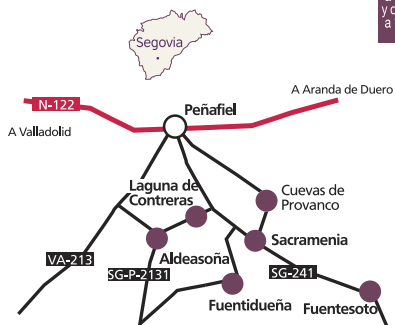 y c
a
Segovia
A Aranda de Duero
N-122
Peñafiel
A Valladolid
Laguna de
Contreras
Cuevas de
Provanco
Sacramenia
VA-213
Aldeasoña
SG-P-2131
SG-241
Fuentidueña
Fuentesoto